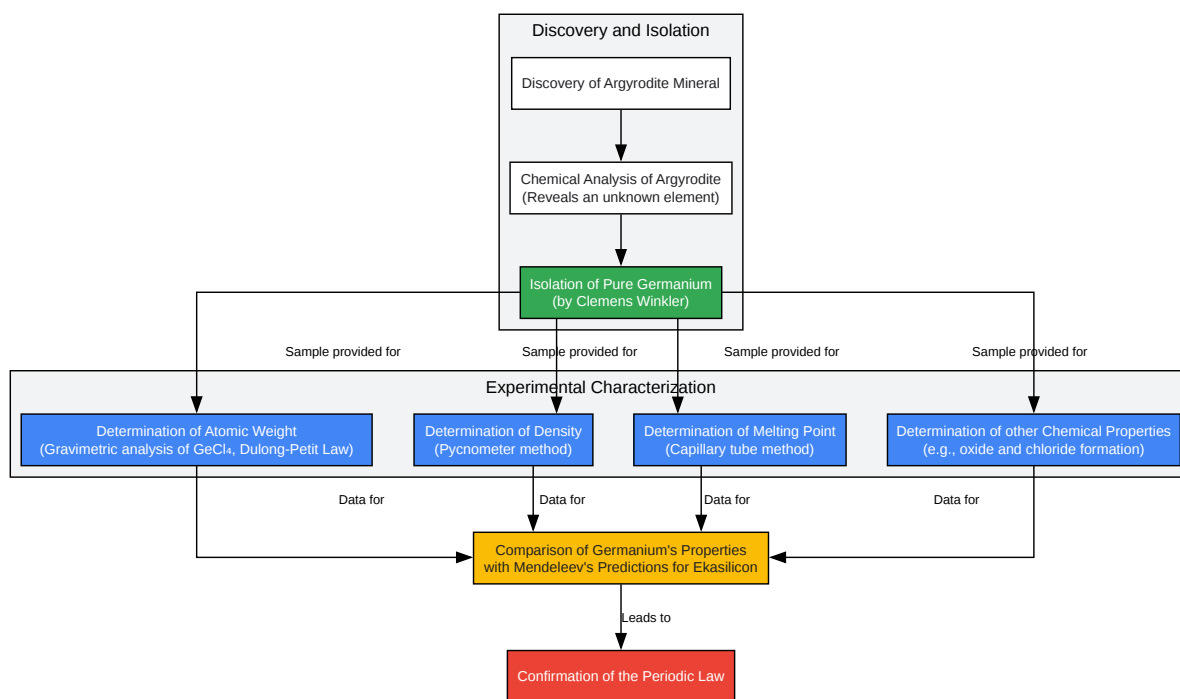 Discovery and Isolation
Discovery of Argyrodite Mineral
Chemical Analysis of Argyrodite
(Reveals an unknown element)
Isolation of Pure Germanium
(by Clemens Winkler)
Sample provided for
Sample provided for
Sample provided for
Sample provided for
Experimental Characterization
Determination of Atomic Weight
(Gravimetric analysis of GeCl₄, Dulong-Petit Law)
Determination of Density
(Pycnometer method)
Determination of Melting Point
(Capillary tube method)
Determination of other Chemical Properties
(e.g., oxide and chloride formation)
Data for
Data for
Data for
Data for
Comparison of Germanium's Properties
with Mendeleev's Predictions for Ekasilicon
Leads to
Confirmation of the Periodic Law